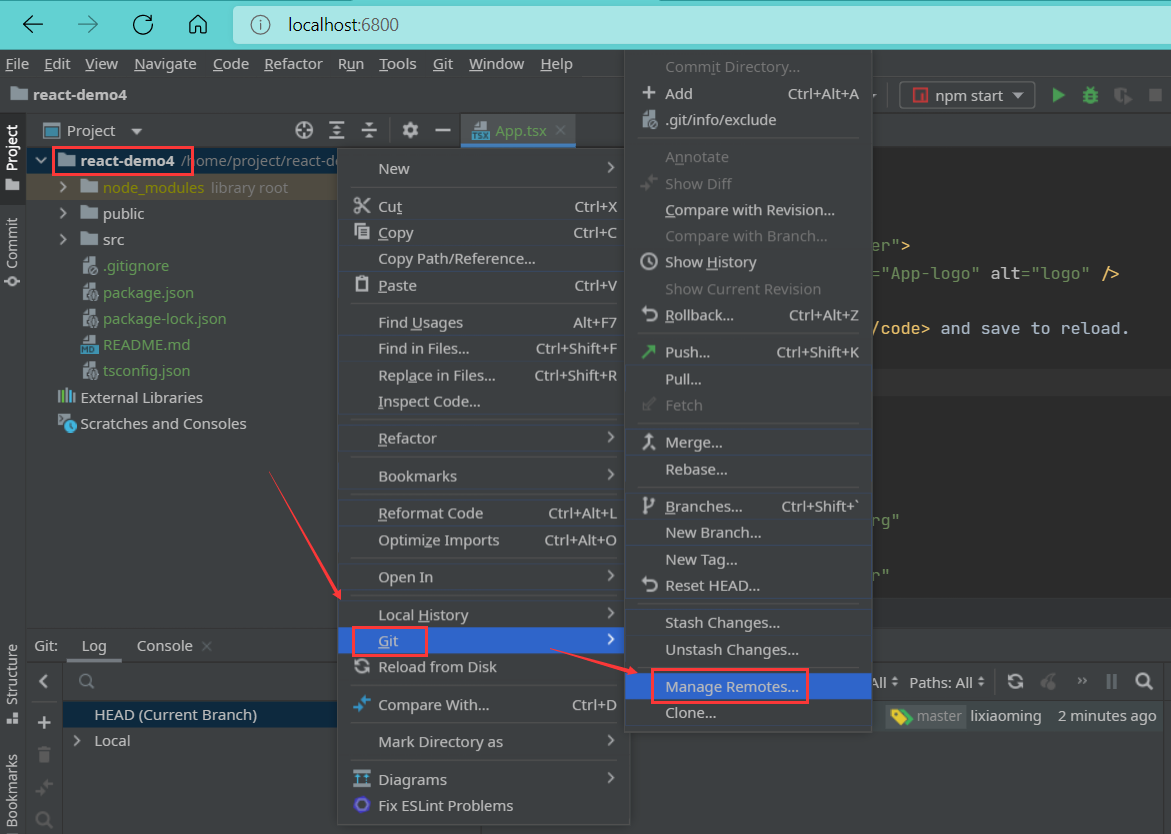 localhost:6800
File Edit View Navigate Code Refactor Run Tools Git Window Help
react-demo4
npm start
Project
App.tsx
Project
Commit
Structure
Bookmarks
react-demo4 /home/project/react-d
node_modules library root
public
src
.gitignore
package.json
package-lock.json
README.md
tsconfig.json
External Libraries
Scratches and Consoles
New
Cut Ctrl+X
Copy Ctrl+C
Copy Path/Reference...
Paste Ctrl+V
Find Usages Alt+F7
Find in Files... Ctrl+Shift+F
Replace in Files... Ctrl+Shift+R
Inspect Code...
Refactor
Bookmarks
Reformat Code Ctrl+Alt+L
Optimize Imports Ctrl+Alt+O
Open In
Local History
Git
Reload from Disk
Compare With... Ctrl+D
Mark Directory as
Diagrams
Fix ESLint Problems
Commit Directory...
Add Ctrl+Alt+A
.git/info/exclude
Annotate
Show Diff
Compare with Revision...
Compare with Branch...
Show History
Show Current Revision
Rollback... Ctrl+Alt+Z
Push... Ctrl+Shift+K
Pull...
Fetch
Merge...
Rebase...
Branches... Ctrl+Shift+`
New Branch...
New Tag...
Reset HEAD...
Stash Changes...
Unstash Changes...
Manage Remotes...
Clone...
er">
="App-logo" alt="logo" />
/code> and save to reload.
rg"
r"
Git: Log Console
All Paths: All
HEAD (Current Branch)
Local
master lixiaoming 2 minutes ago